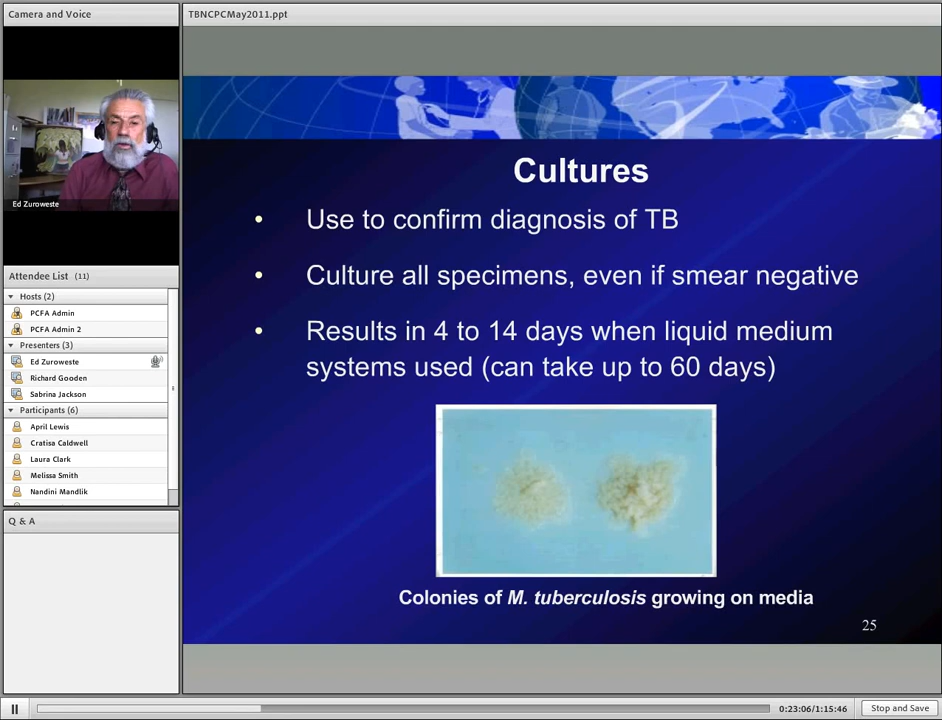 Camera and Voice
TBNCPCMay2011.ppt
Ed Zuroweste
Attendee List (11)
Hosts (2)
PCFA Admin
PCFA Admin 2
Presenters (3)
Ed Zuroweste
Richard Gooden
Sabrina Jackson
Participants (6)
April Lewis
Cratisa Caldwell
Laura Clark
Melissa Smith
Nandini Mandlik
Q & A
Cultures
• Use to confirm diagnosis of TB
• Culture all specimens, even if smear negative
• Results in 4 to 14 days when liquid medium
systems used (can take up to 60 days)
Colonies of M. tuberculosis growing on media
25
0:23:06/1:15:46
Stop and Save